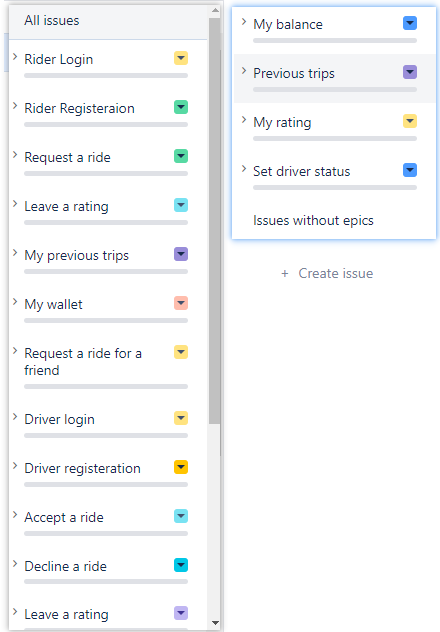 All issues
Rider Login
Rider Registeraion
Request a ride
Leave a rating
My previous trips
My wallet
Request a ride for a
friend
Driver login
Driver registeration
Accept a ride
Decline a ride
Leave a rating
My balance
Previous trips
My rating
Set driver status
Issues without epics
+ Create issue